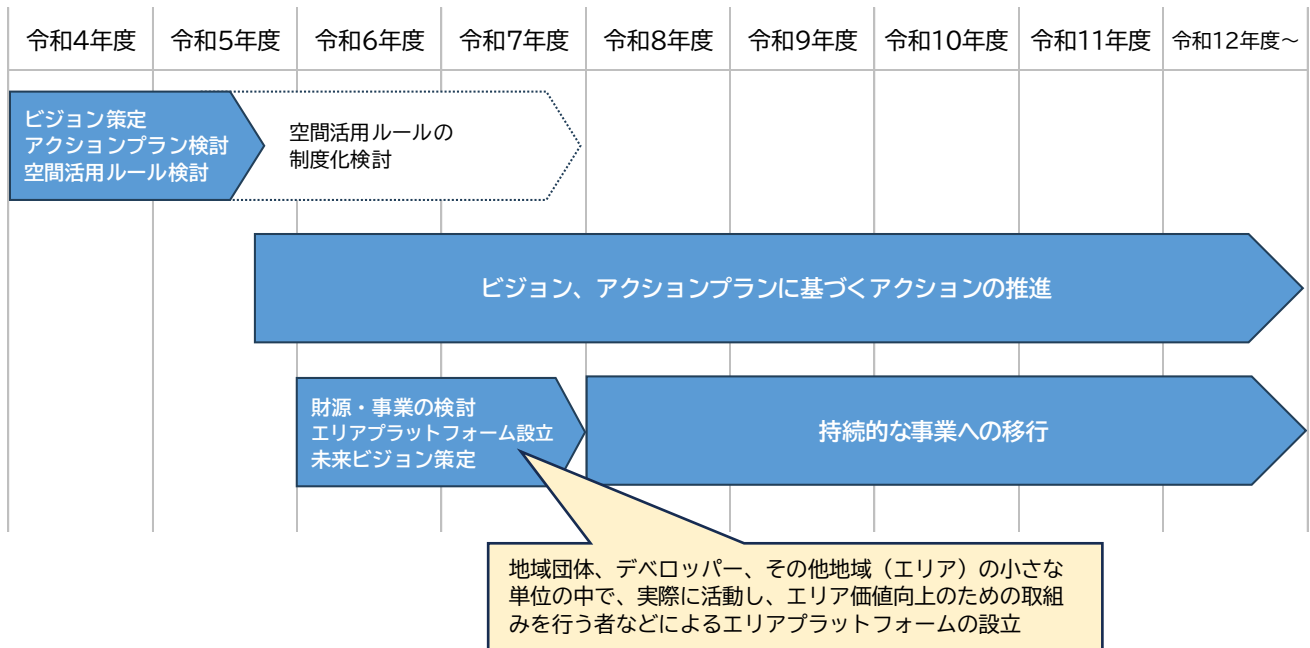 令和4年度
令和5年度
令和6年度
令和7年度
令和8年度
令和9年度
令和10年度
令和11年度
令和12年度～
ビジョン策定
アクションプラン検討
空間活用ルール検討
空間活用ルールの
制度化検討
ビジョン、アクションプランに基づくアクションの推進
財源・事業の検討
エリアプラットフォーム設立
未来ビジョン策定
持続的な事業への移行
地域団体、デベロッパー、その他地域（エリア）の小さな
単位の中で、実際に活動し、エリア価値向上のための取組
みを行う者などによるエリアプラットフォームの設立